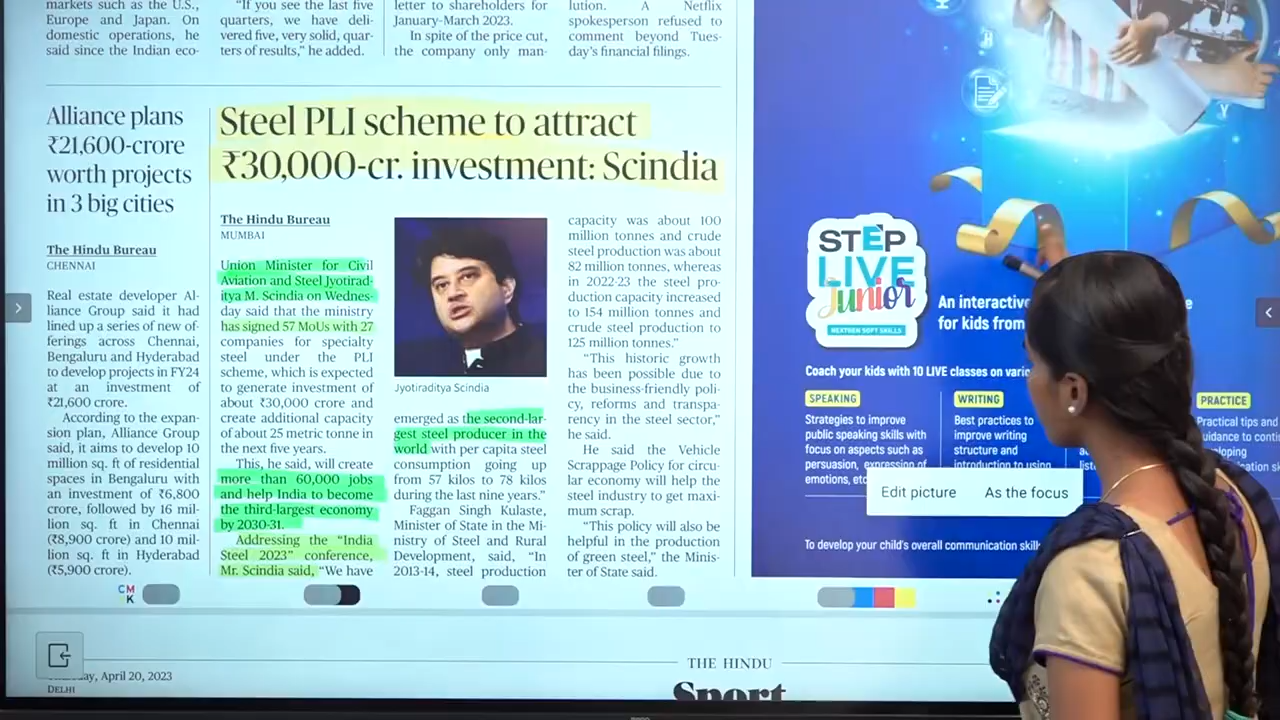 markets such as the U.S.,
Europe and Japan. On
domestic operations, he
said since the Indian eco-
"If you see the last five
quarters, we have deli-
vered five, very solid, quar-
ters of results," he added.
letter to shareholders for
January-March 2023.
In spite of the price cut,
the company only man-
lution. A Netflix
spokesperson refused to
comment beyond Tues-
day's financial filings.
Alliance plans
₹21,600-crore
worth projects
in 3 big cities
The Hindu Bureau
CHENNAI
Real estate developer Al-
liance Group said it had
lined up a series of new of-
ferings across Chennai,
Bengaluru and Hyderabad
to develop projects in FY24
at an investment of
₹21,600 crore.
According to the expan-
sion plan, Alliance Group
said, it aims to develop 10
million sq. ft of residential
spaces in Bengaluru with
an investment of ₹6,800
crore, followed by 16 mil-
lion sq. ft in Chennai
(₹8,900 crore) and 10 mil-
lion sq. ft in Hyderabad
(₹5,900 crore).
Steel PLI scheme to attract
₹30,000-cr. investment: Scindia
The Hindu Bureau
MUMBAI
Union Minister for Civil
Aviation and Steel Jyotirad-
itya M. Scindia on Wednes-
day said that the ministry
has signed 57 MoUs with 27
companies for specialty
steel under the PLI
scheme, which is expected
to generate investment of
about ₹30,000 crore and
create additional capacity
of about 25 metric tonne in
the next five years.
This, he said, will create
more than 60,000 jobs
and help India to become
the third-largest economy
by 2030-31.
Addressing the "India
Steel 2023" conference,
Mr. Scindia said, "We have
Jyotiraditya Scindia
emerged as the second-lar-
gest steel producer in the
world with per capita steel
consumption going up
from 57 kilos to 78 kilos
during the last nine years."
Faggan Singh Kulaste,
Minister of State in the Mi-
nistry of Steel and Rural
Development, said, "In
2013-14, steel production
capacity was about 100
million tonnes and crude
steel production was about
82 million tonnes, whereas
in 2022-23 the steel pro-
duction capacity increased
to 154 million tonnes and
crude steel production to
125 million tonnes."
"This historic growth
has been possible due to
the business-friendly poli-
cy, reforms and transpa-
rency in the steel sector,"
he said.
He said the Vehicle
Scrappage Policy for circu-
lar economy will help the
steel industry to get maxi-
mum scrap.
"This policy will also be
helpful in the production
of green steel," the Minis-
ter of State said.
STEP
LIVE
Junior
NEXTGEN SOFT SKILLS
An interactive
for kids from
Coach your kids with 10 LIVE classes on
SPEAKING
Strategies to improve
public speaking skills with
focus on aspects such as
persuasion, expression of
emotions,
WRITING
Best practices to
improve writing
structure and
introduction to using
PRACTICE
Practical tips and
Edit picture As the focus
To develop your child's overall communication
CM
K
April 20, 2023
DELHI
THE HINDU
Sport